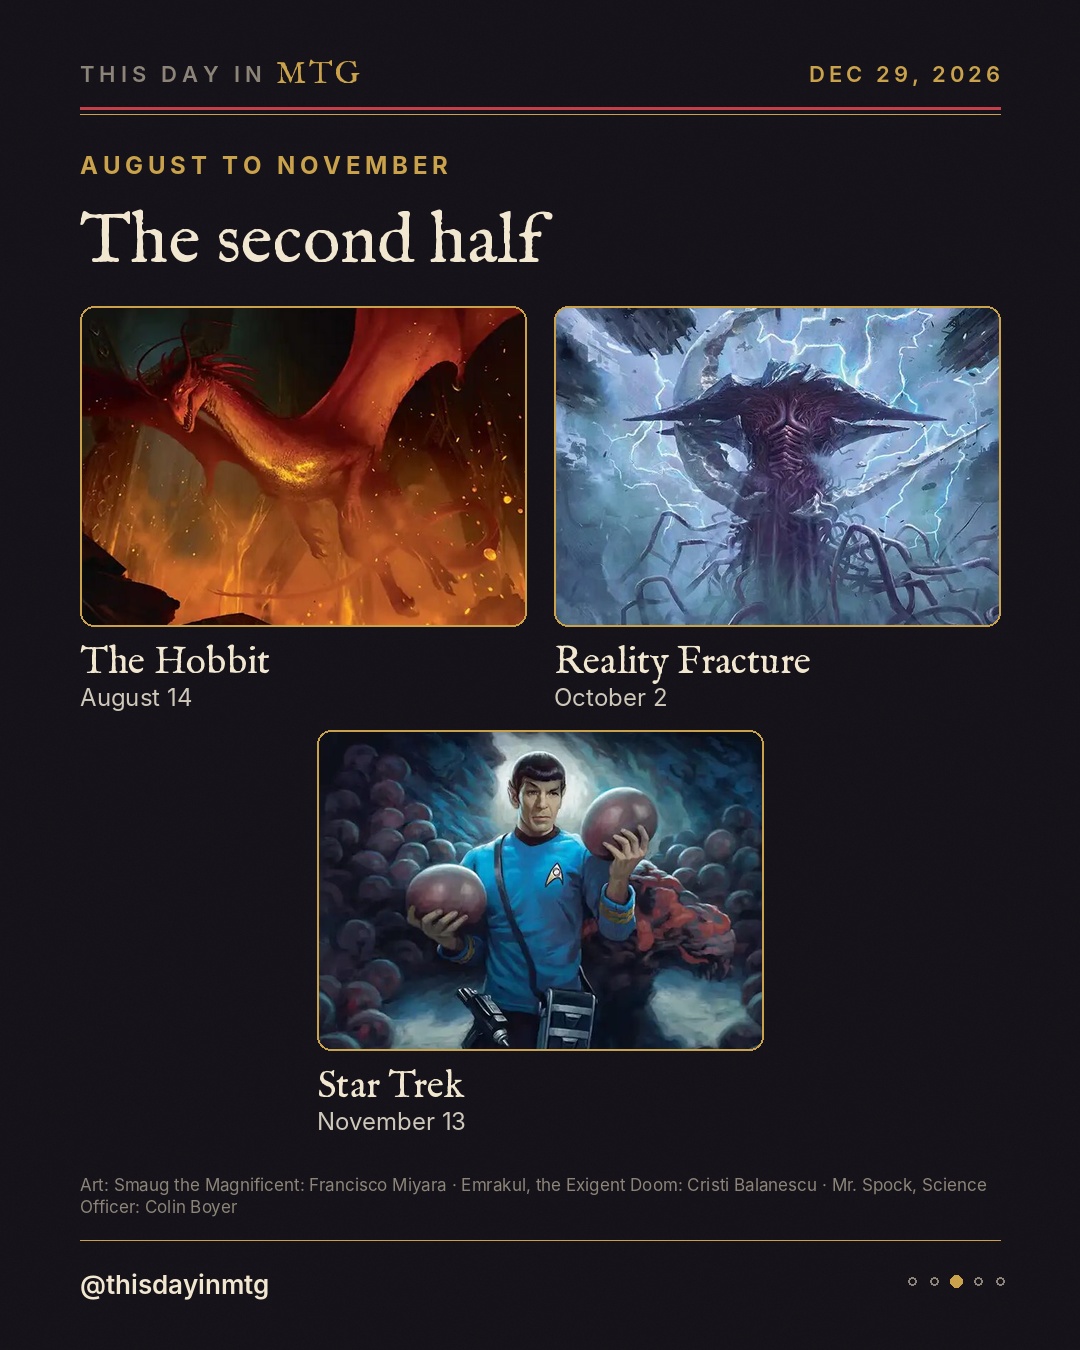 THIS DAY IN MTG
DEC 29, 2026
AUGUST TO NOVEMBER
The second half
The Hobbit
August 14
Reality Fracture
October 2
Star Trek
November 13
Art: Smaug the Magnificent: Francisco Miyara · Emrakul, the Exigent Doom: Cristi Balanescu · Mr. Spock, Science
Officer: Colin Boyer
@thisdayinmtg